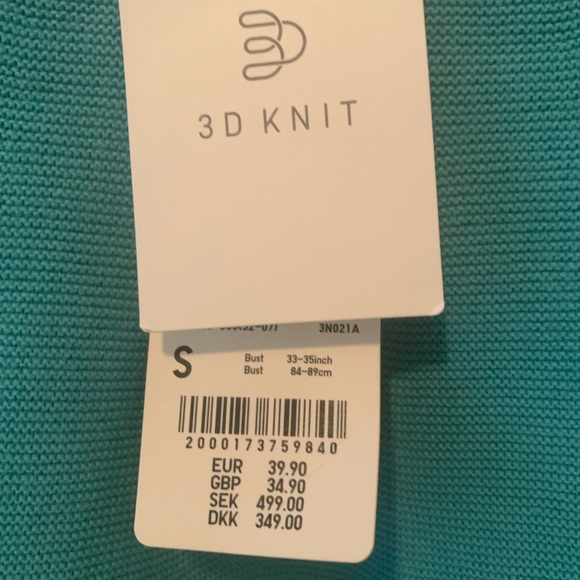 3D KNIT
3N021A
S
Bust 33-35inch
Bust 84-89cm
2000173759840
EUR 39.90
GBP 34.90
SEK 499.00
DKK 349.00